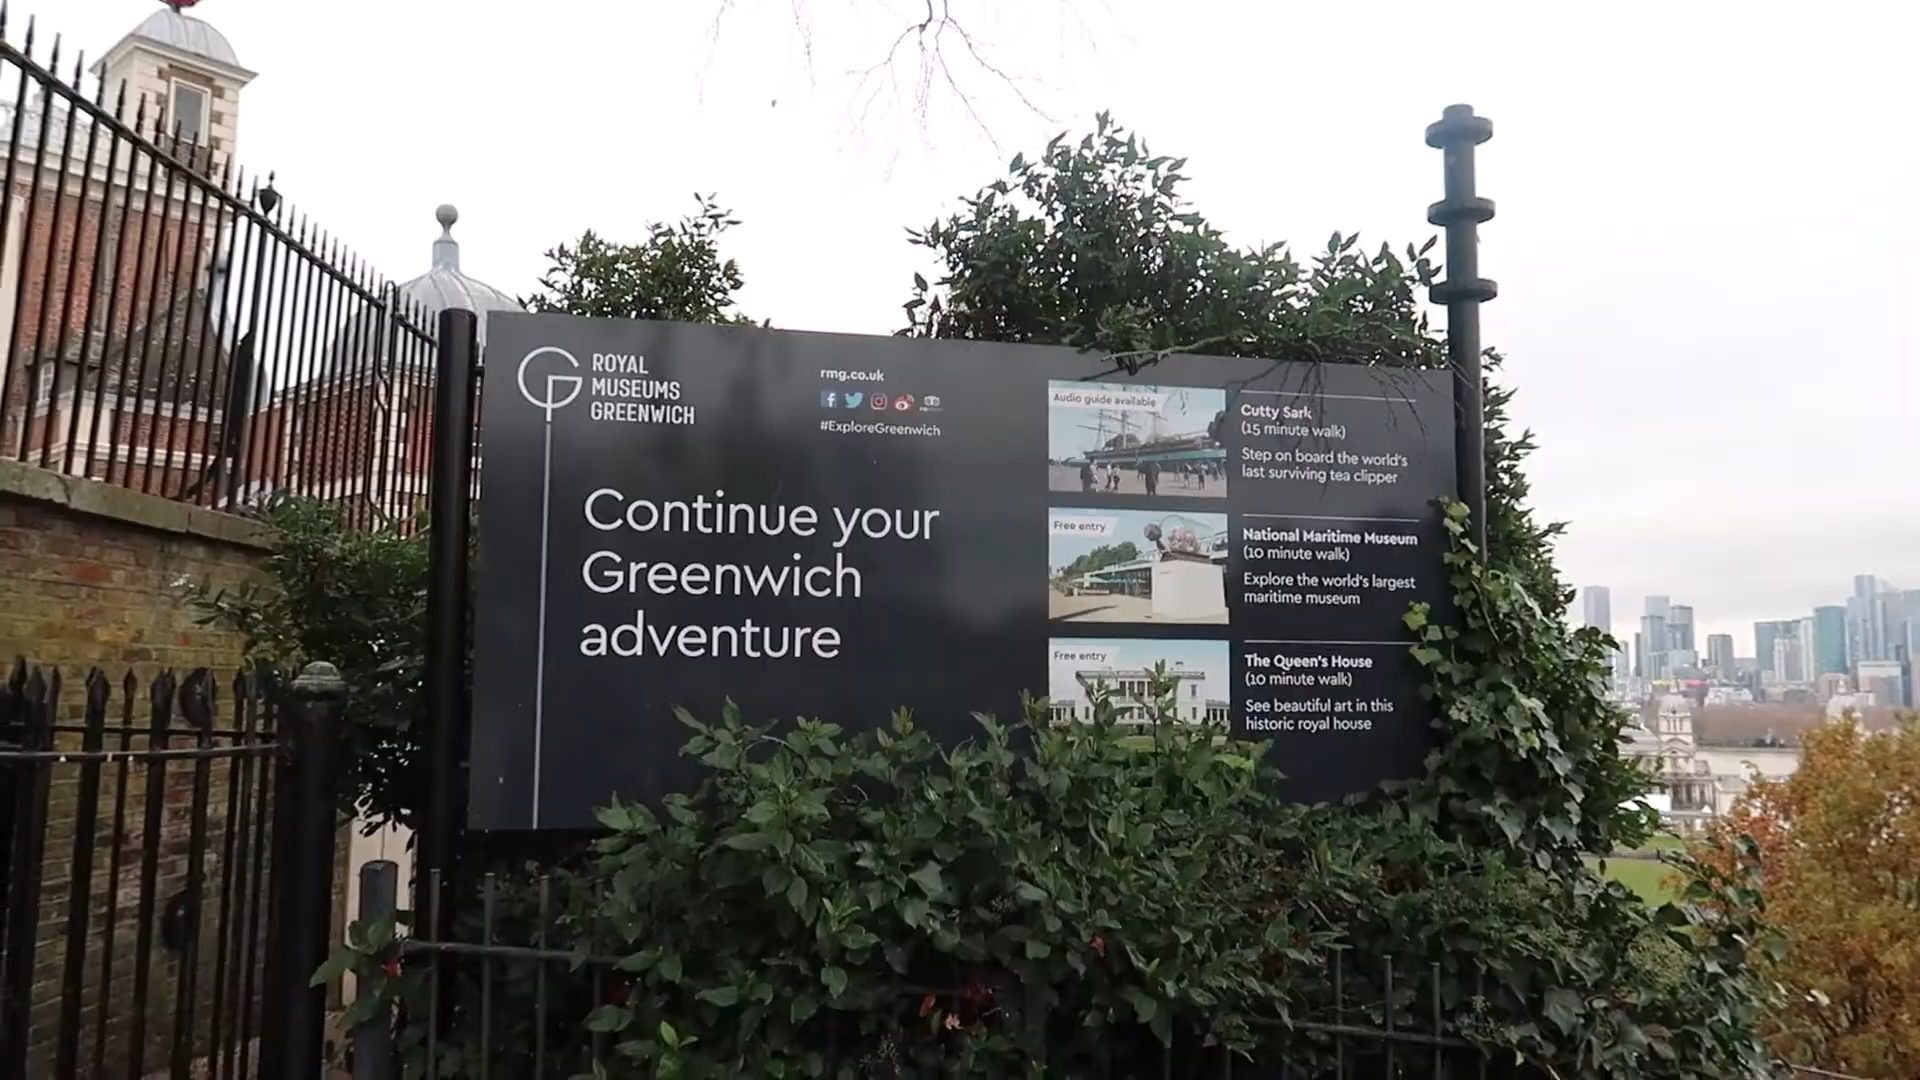 ROYAL
MUSEUMS
GREENWICH
rmg.co.uk
#ExploreGreenwich
Continue your
Greenwich
adventure
Audio guide available
Cutty Sark
(15 minute walk)
Step on board the world's
last surviving tea clipper
Free entry
National Maritime Museum
(10 minute walk)
Explore the world's largest
maritime museum
Free entry
The Queen's House
(10 minute walk)
See beautiful art in this
historic royal house